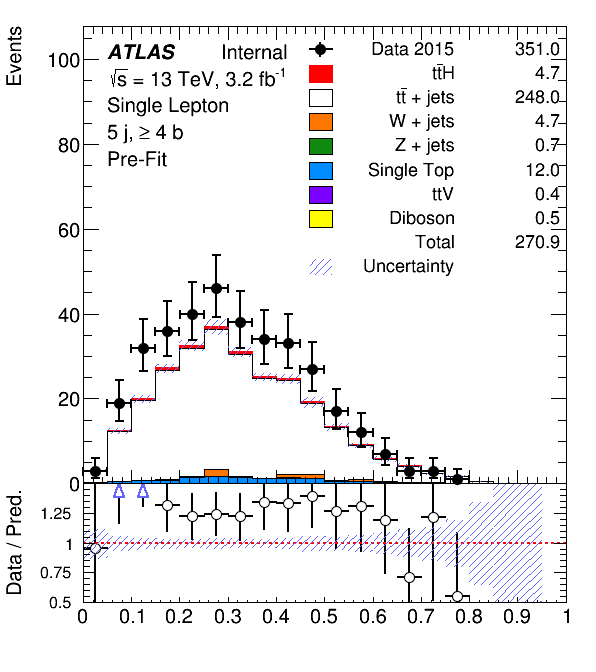 Events
ATLAS Internal
√s = 13 TeV, 3.2 fb⁻¹
Single Lepton
5 j, ≥ 4 b
Pre-Fit
Data 2015 351.0
tt̄H 4.7
tt̄ + jets 248.0
W + jets 4.7
Z + jets 0.7
Single Top 12.0
ttV 0.4
Diboson 0.5
Total 270.9
Uncertainty
100
80
60
40
20
0
Data / Pred.
1.25
1
0.75
0.5
0 0.1 0.2 0.3 0.4 0.5 0.6 0.7 0.8 0.9 1